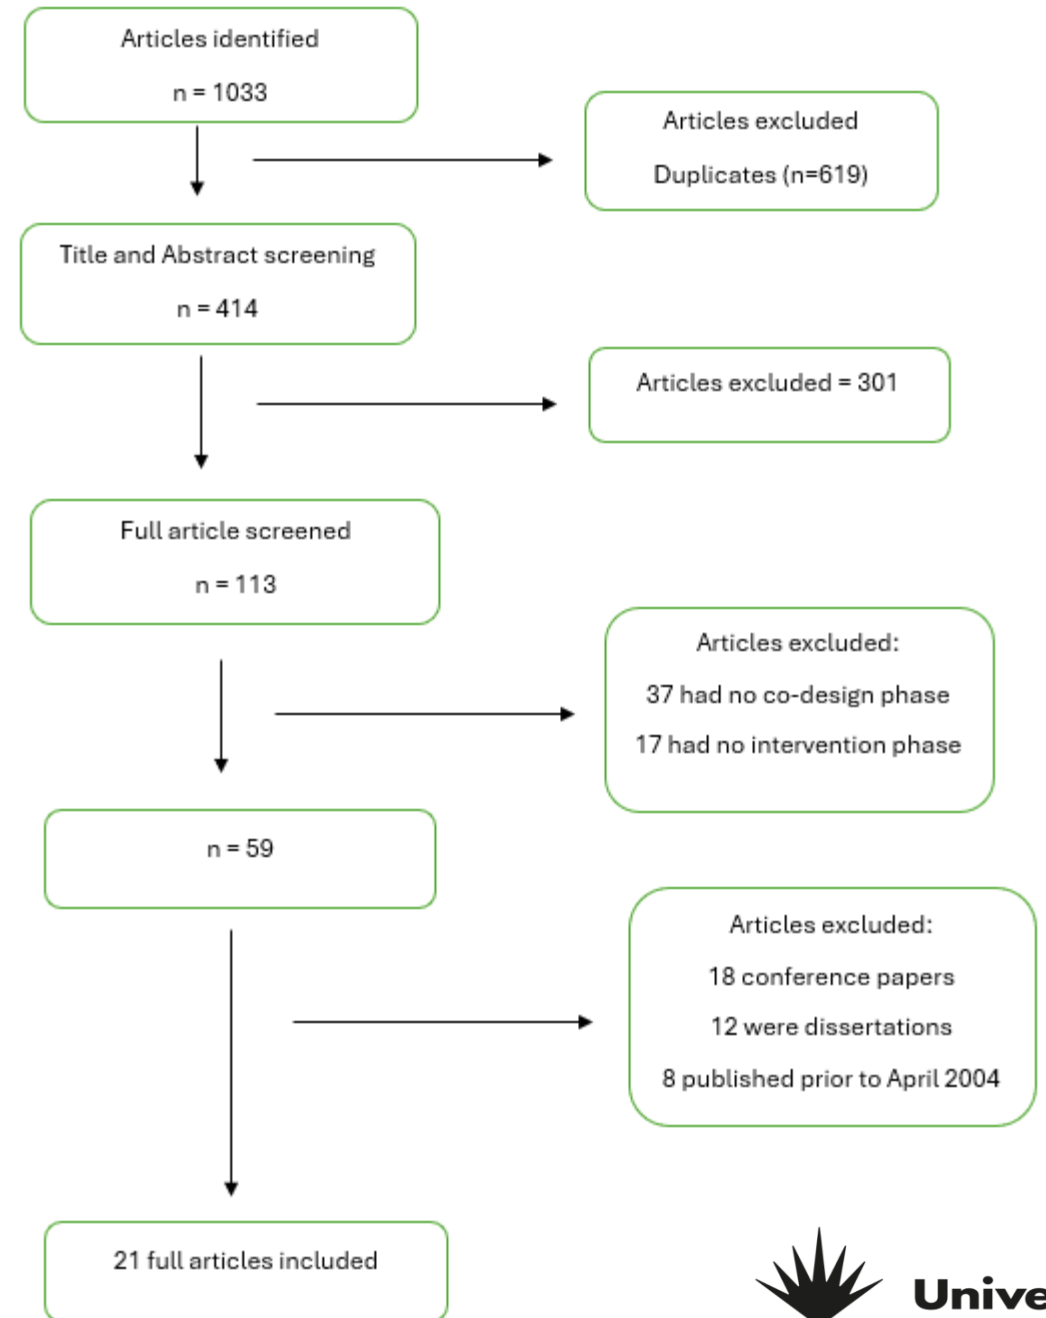 Articles identified
n = 1033
Articles excluded
Duplicates (n=619)
Title and Abstract screening
n = 414
Articles excluded = 301
Full article screened
n = 113
Articles excluded:
37 had no co-design phase
17 had no intervention phase
n = 59
Articles excluded:
18 conference papers
12 were dissertations
8 published prior to April 2004
21 full articles included